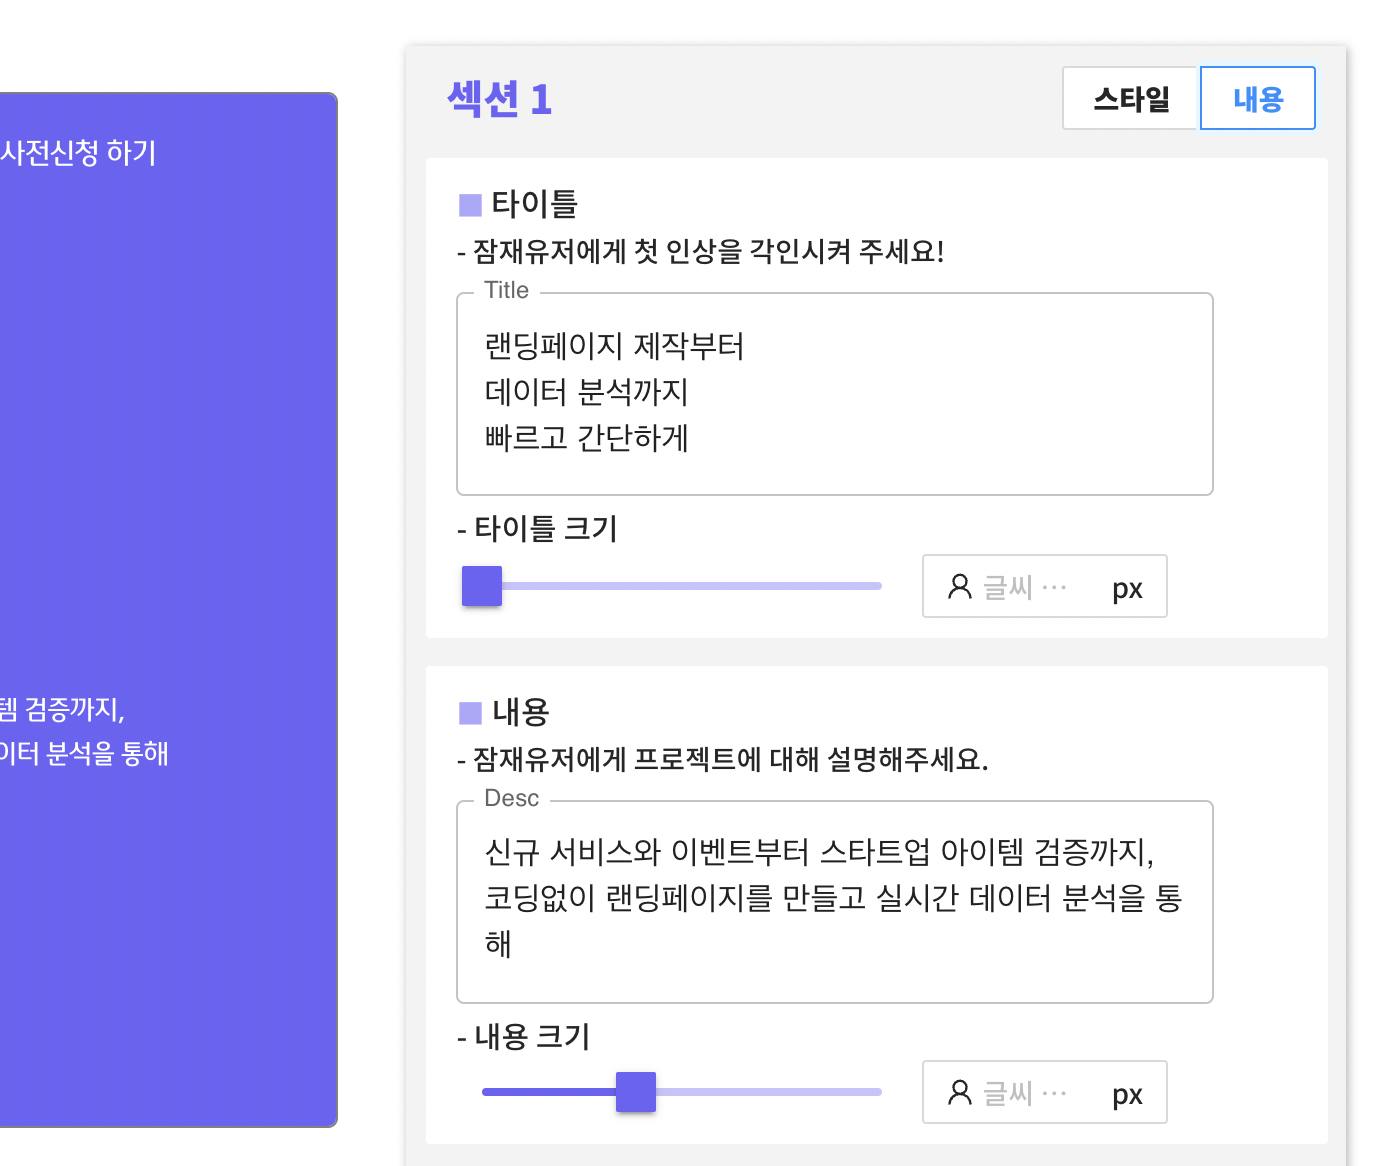 사전신청 하기
템 검증까지,
이터 분석을 통해
섹션 1
스타일
내용
타이틀
- 잠재유저에게 첫 인상을 각인시켜 주세요!
Title
랜딩페이지 제작부터
데이터 분석까지
빠르고 간단하게
- 타이틀 크기
글씨 ...
px
내용
- 잠재유저에게 프로젝트에 대해 설명해주세요.
Desc
신규 서비스와 이벤트부터 스타트업 아이템 검증까지,
코딩없이 랜딩페이지를 만들고 실시간 데이터 분석을 통
해
- 내용 크기
글씨 ...
px